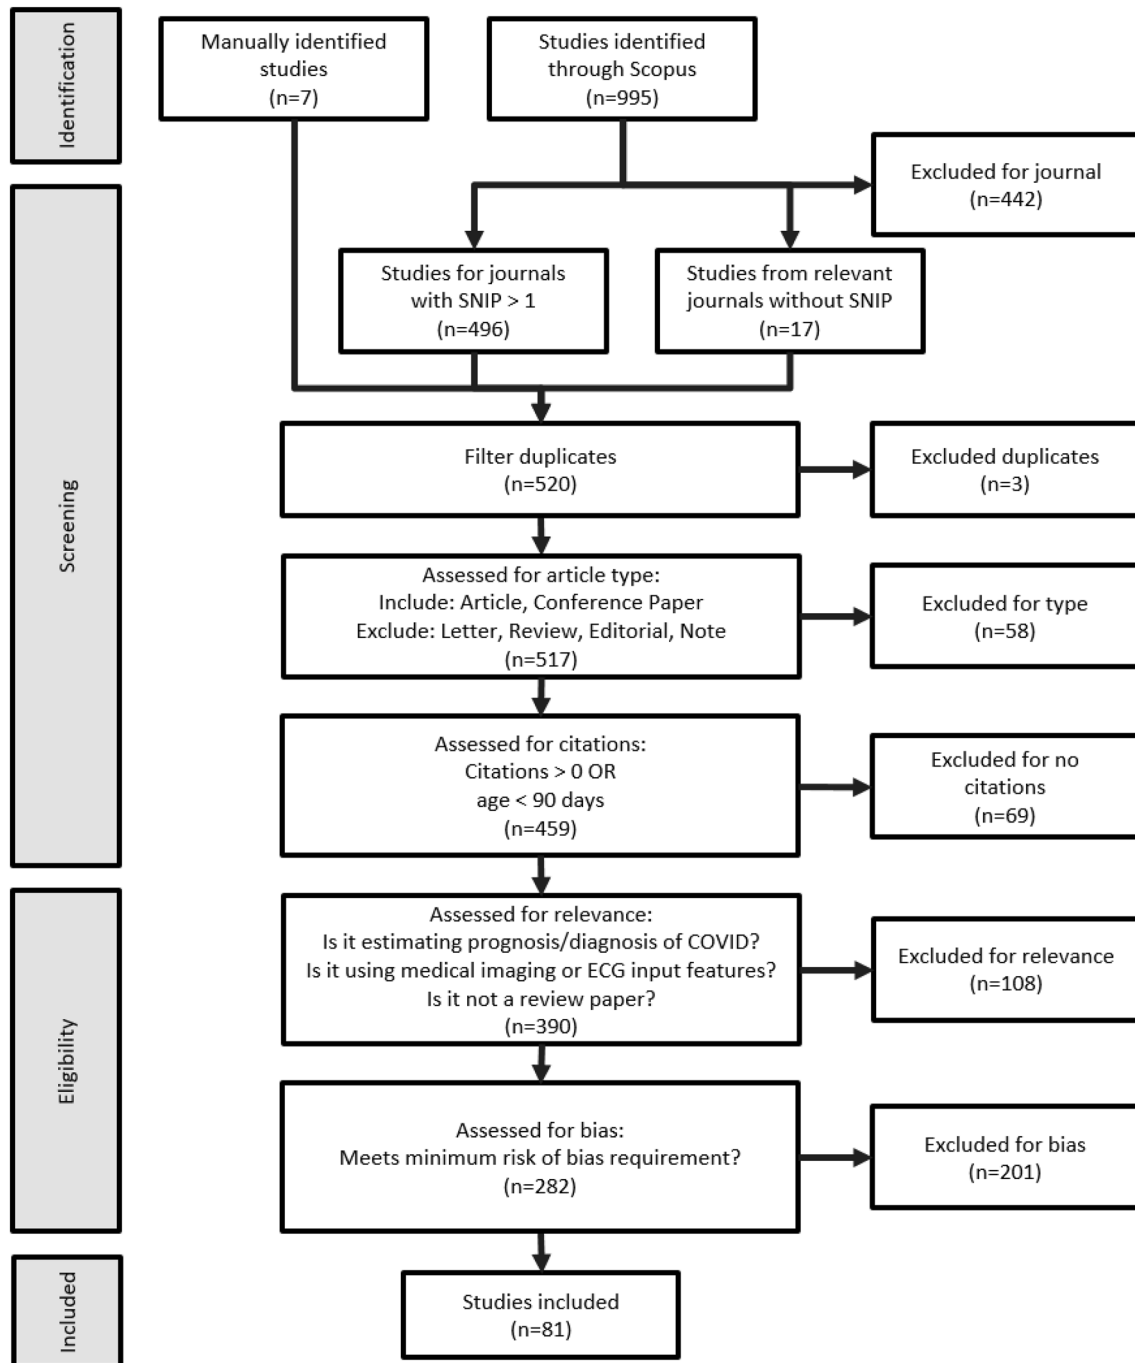 Identification
Manually identified
studies
(n=7)
Studies identified
through Scopus
(n=995)
Excluded for journal
(n=442)
Screening
Studies for journals
with SNIP > 1
(n=496)
Studies from relevant
journals without SNIP
(n=17)
Filter duplicates
(n=520)
Excluded duplicates
(n=3)
Assessed for article type:
Include: Article, Conference Paper
Exclude: Letter, Review, Editorial, Note
(n=517)
Excluded for type
(n=58)
Assessed for citations:
Citations > 0 OR
age < 90 days
(n=459)
Excluded for no
citations
(n=69)
Eligibility
Assessed for relevance:
Is it estimating prognosis/diagnosis of COVID?
Is it using medical imaging or ECG input features?
Is it not a review paper?
(n=390)
Excluded for relevance
(n=108)
Assessed for bias:
Meets minimum risk of bias requirement?
(n=282)
Excluded for bias
(n=201)
Included
Studies included
(n=81)